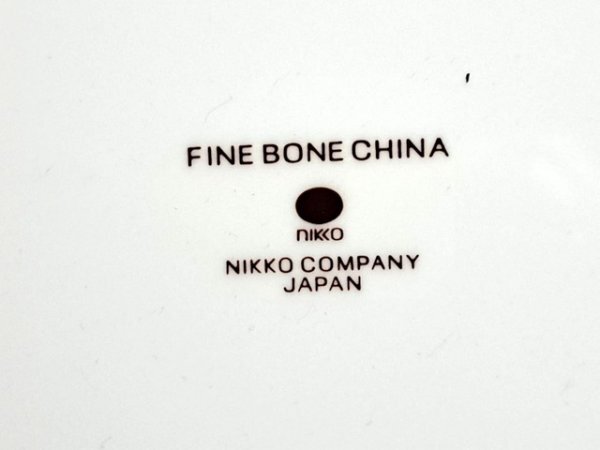 FINE BONE CHINA
nikko
NIKKO COMPANY
JAPAN